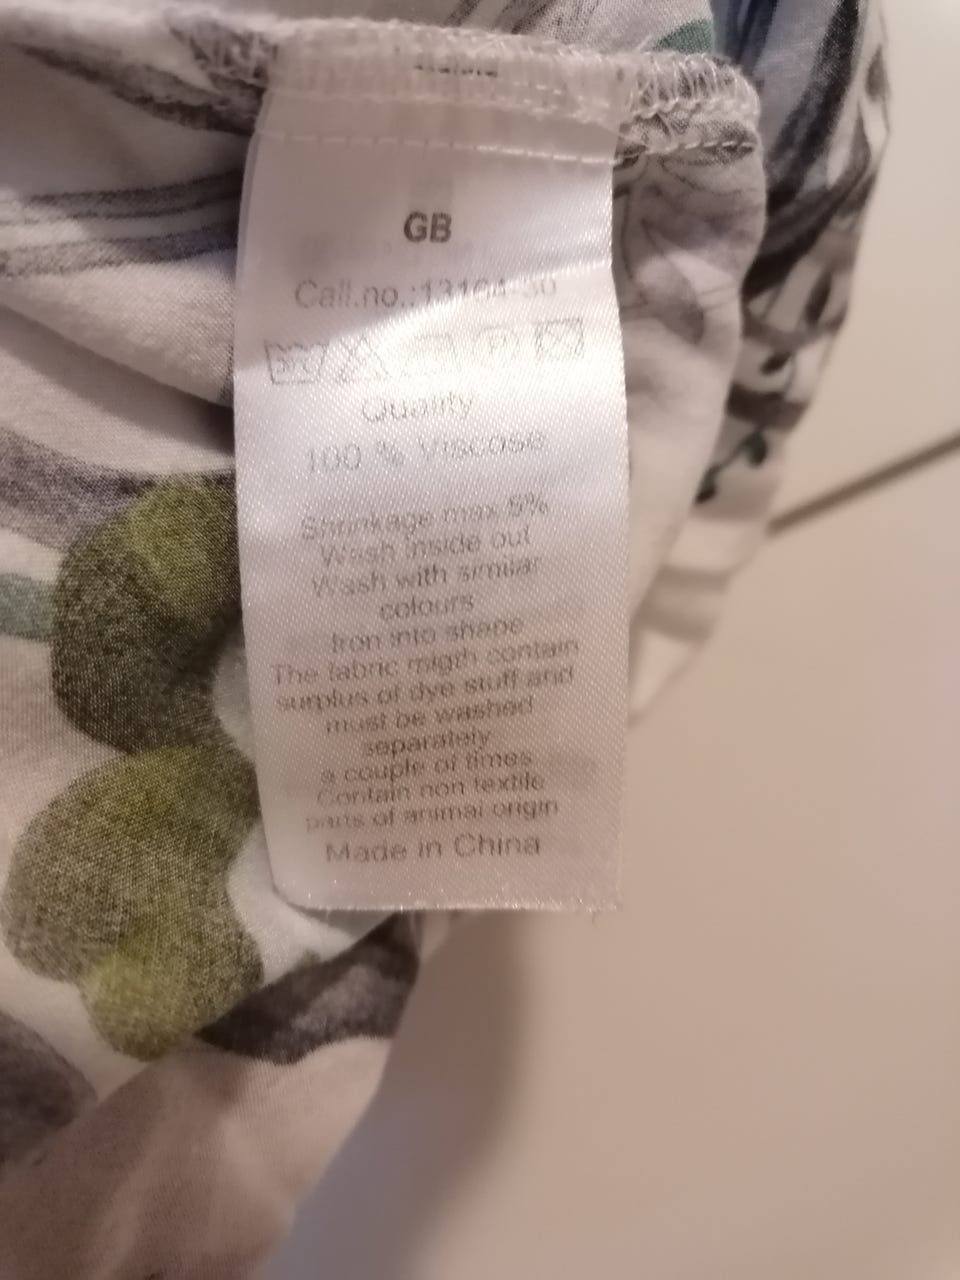 GB
Call.no.:13164-30
30
P
Quality
100 % Viscose
Shrinkage max 5%
Wash inside out
Wash with similar
colours
Iron into shape
The fabric migth contain
surplus of dye stuff and
must be washed
separately
a couple of times
Contain non textile
parts of animal origin
Made in China